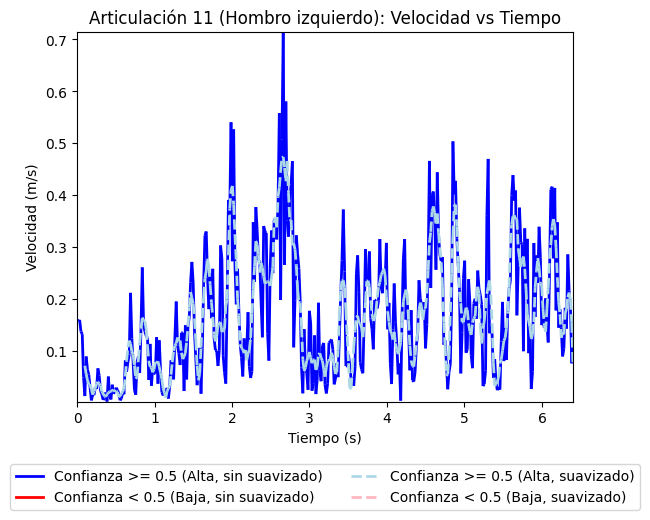 Articulación 11 (Hombro izquierdo): Velocidad vs Tiempo
0.7
0.6
0.5
0.4
0.3
0.2
0.1
Velocidad (m/s)
0 1 2 3 4 5 6
Tiempo (s)
Confianza >= 0.5 (Alta, sin suavizado) Confianza >= 0.5 (Alta, suavizado)
Confianza < 0.5 (Baja, sin suavizado) Confianza < 0.5 (Baja, suavizado)